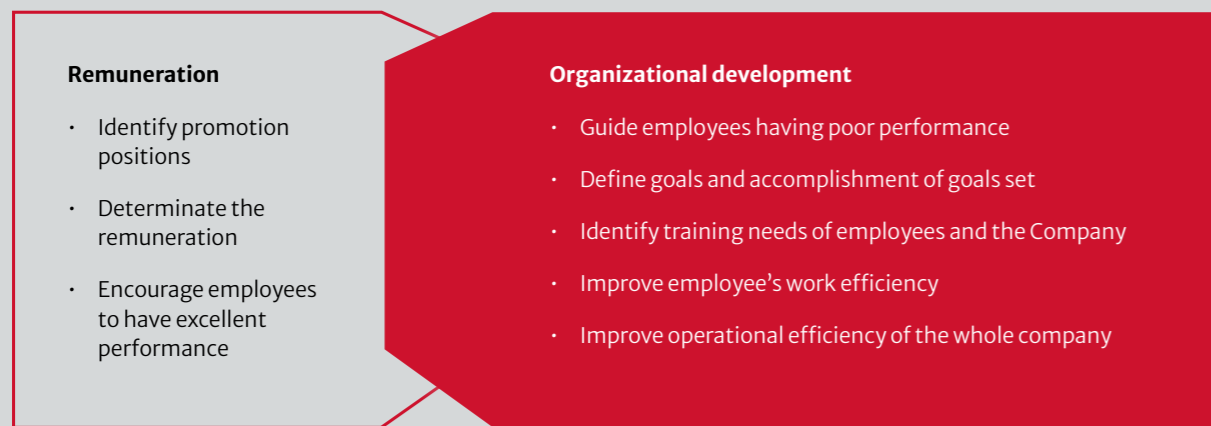 Remuneration
· Identify promotion
positions
· Determinate the
remuneration
· Encourage employees
to have excellent
performance
Organizational development
· Guide employees having poor performance
· Define goals and accomplishment of goals set
· Identify training needs of employees and the Company
· Improve employee’s work efficiency
· Improve operational efficiency of the whole company